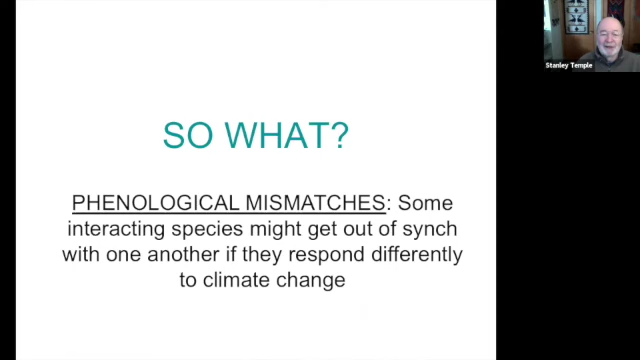 SO WHAT?
PHENOLOGICAL MISMATCHES: Some
interacting species might get out of synch
with one another if they respond differently
to climate change
Stanley Temple